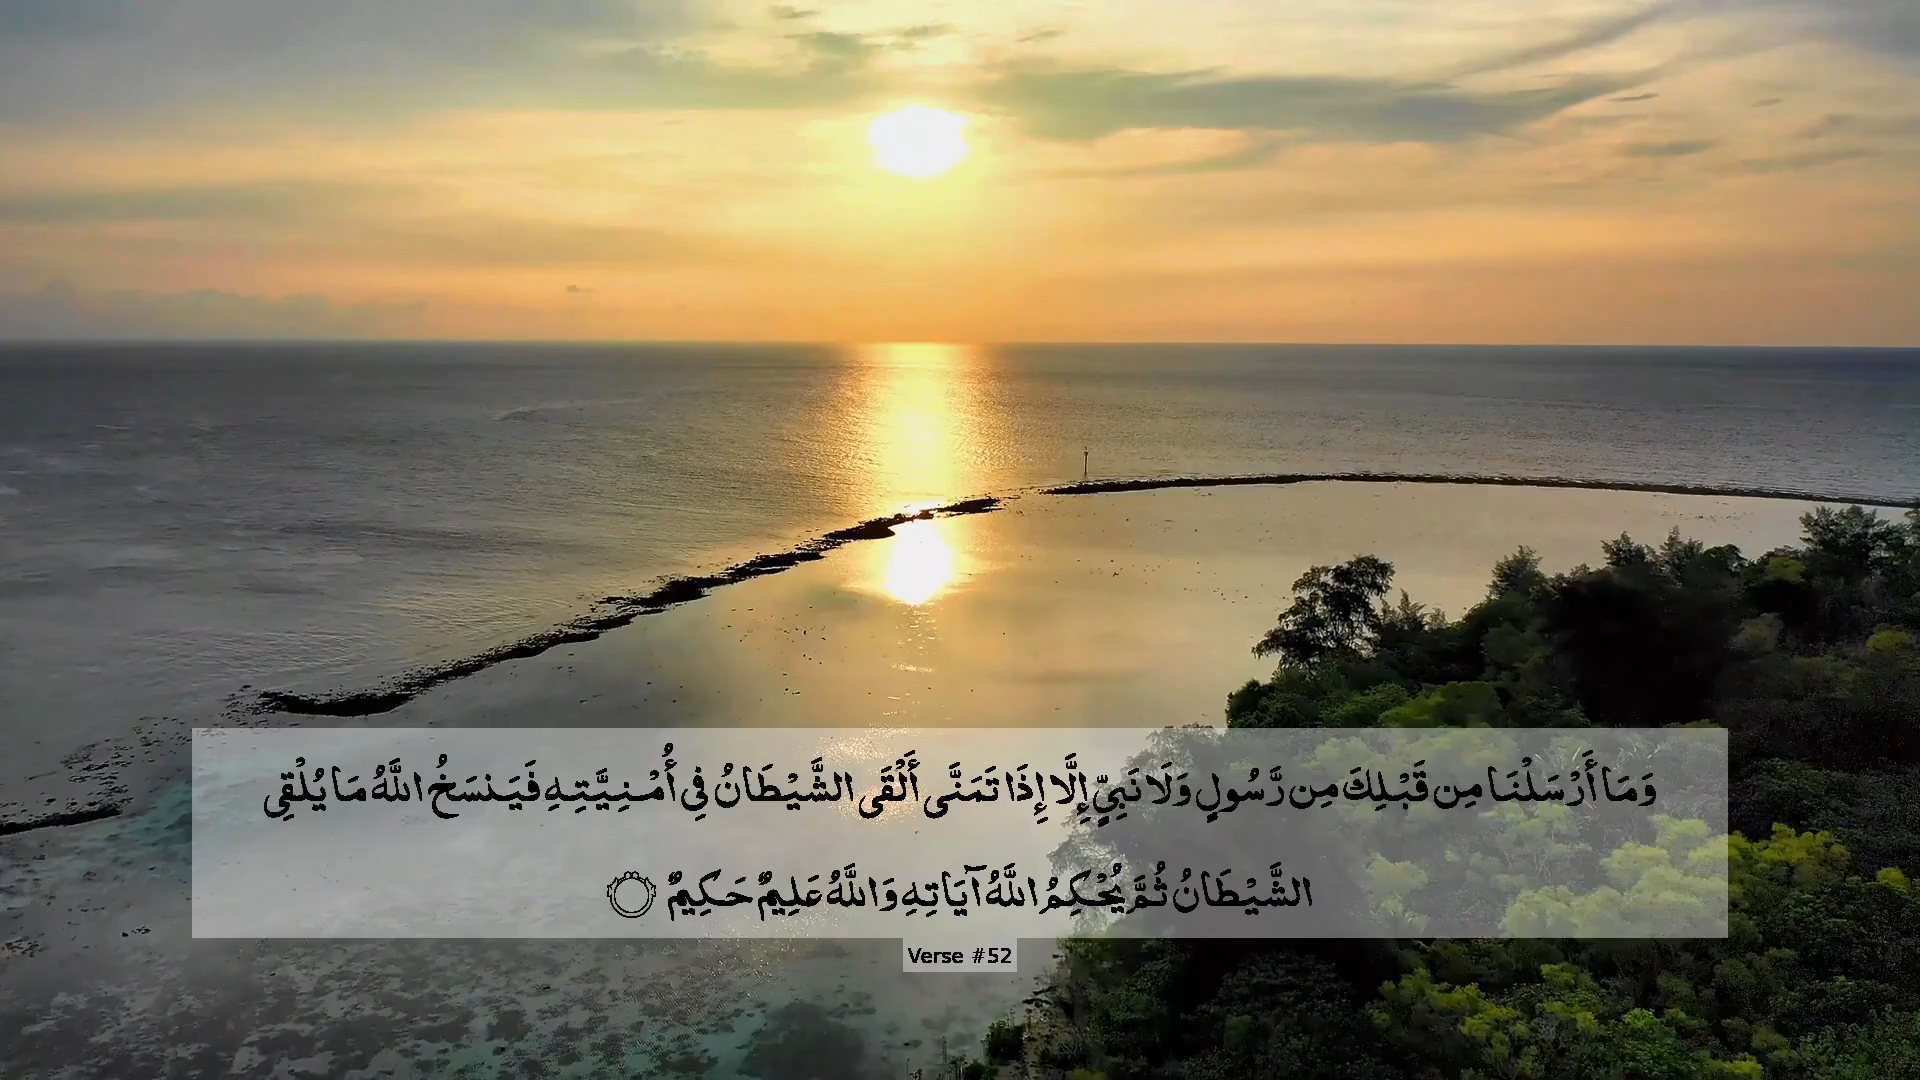 وَمَا أَرْسَلْنَا مِن قَبْلِكَ مِن رَّسُولٍ وَلَا نَبِيٍّ إِلَّا إِذَا تَمَنَّى أَلْقَى الشَّيْطَانُ فِي أُمْنِيَّتِهِ فَيَنسَخُ اللَّهُ مَا يُلْقِي
الشَّيْطَانُ ثُمَّ يُحْكِمُ اللَّهُ آيَاتِهِ وَاللَّهُ عَلِيمٌ حَكِيمٌ ۝
Verse #52